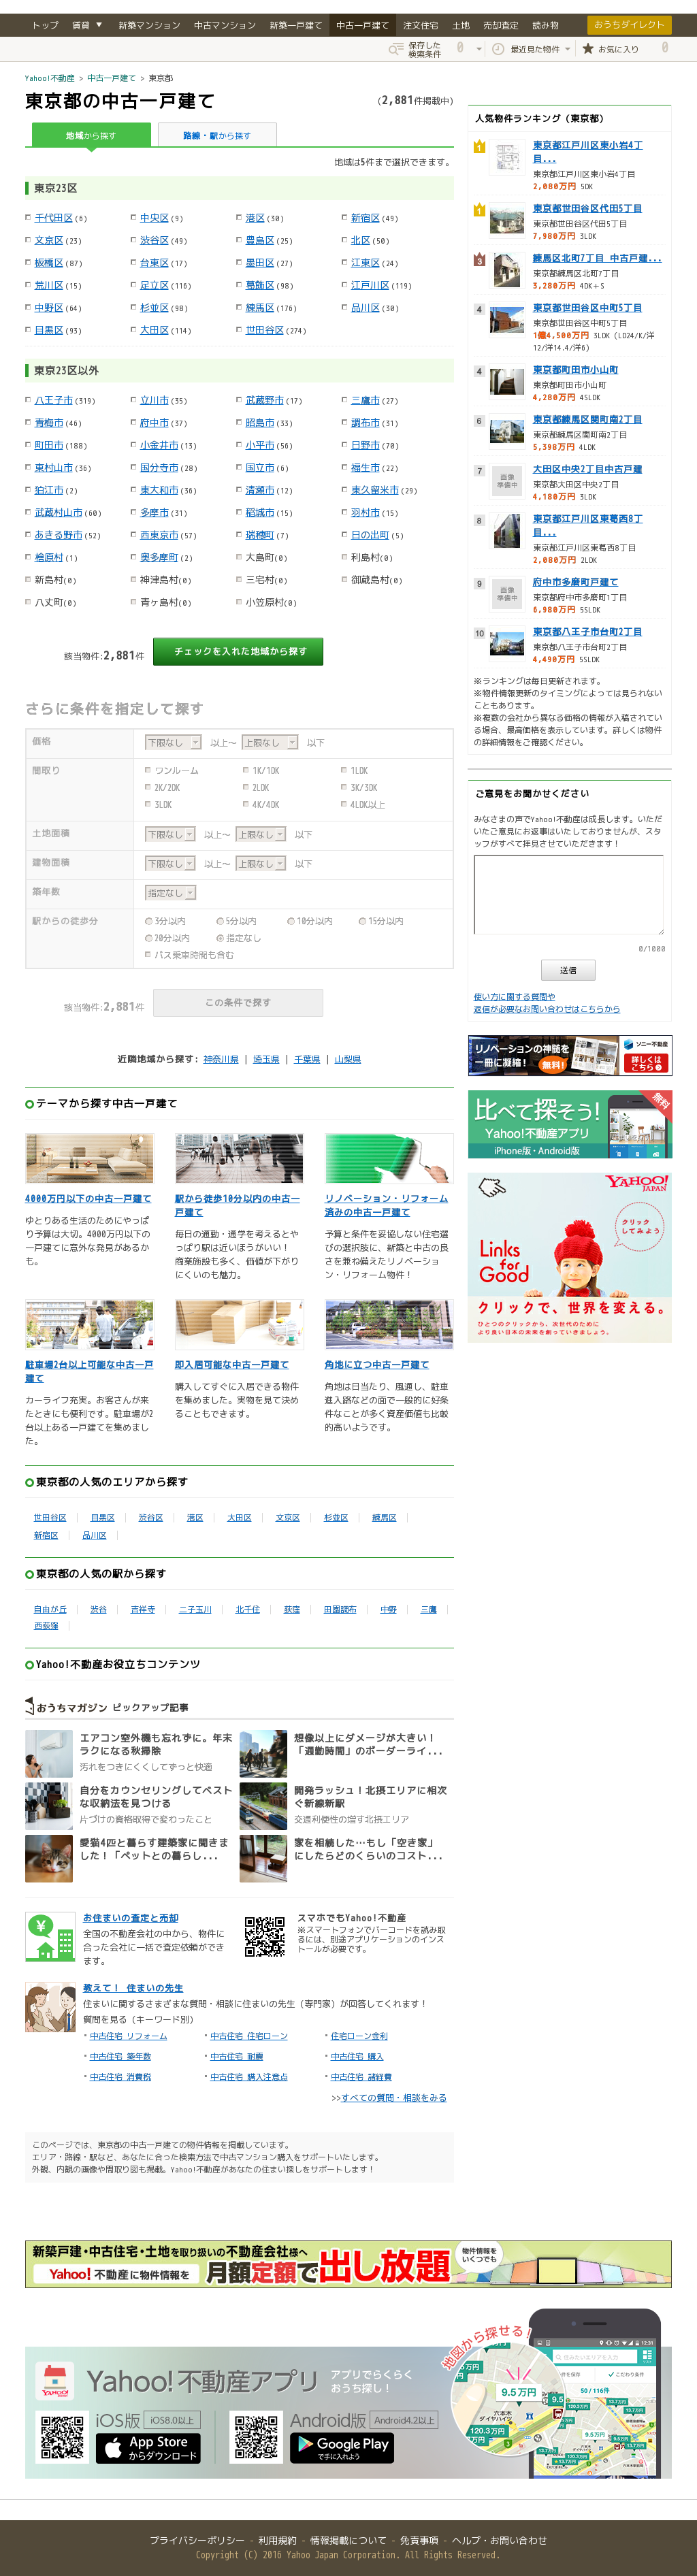 トップ 賃貸 ▼ 新築マンション 中古マンション 新築一戸建て 中古一戸建て 注文住宅 土地 売却査定 読み物 おうちダイレクト
保存した検索条件 0 最近見た物件 お気に入り 0
Yahoo!不動産 > 中古一戸建て > 東京都
東京都の中古一戸建て
(2,881件掲載中)
地域から探す 路線・駅から探す
地域は5件まで選択できます。
東京23区
千代田区(6) 中央区(9) 港区(30) 新宿区(49)
文京区(23) 渋谷区(49) 豊島区(25) 北区(50)
板橋区(87) 台東区(17) 墨田区(27) 江東区(24)
荒川区(15) 足立区(116) 葛飾区(98) 江戸川区(119)
中野区(64) 杉並区(98) 練馬区(176) 品川区(30)
目黒区(93) 大田区(114) 世田谷区(274)
東京23区以外
八王子市(319) 立川市(35) 武蔵野市(17) 三鷹市(27)
青梅市(46) 府中市(37) 昭島市(33) 調布市(31)
町田市(188) 小金井市(13) 小平市(56) 日野市(70)
東村山市(36) 国分寺市(28) 国立市(6) 福生市(22)
狛江市(2) 東大和市(36) 清瀬市(12) 東久留米市(29)
武蔵村山市(60) 多摩市(31) 稲城市(15) 羽村市(15)
あきる野市(52) 西東京市(57) 瑞穂町(7) 日の出町(5)
檜原村(1) 奥多摩町(2) 大島町(0) 利島村(0)
新島村(0) 神津島村(0) 三宅村(0) 御蔵島村(0)
八丈町(0) 青ヶ島村(0) 小笠原村(0)
該当物件:2,881件 チェックを入れた地域から探す
さらに条件を指定して探す
価格 下限なし 以上〜 上限なし 以下
間取り ワンルーム 1K/1DK 1LDK
2K/2DK 2LDK 3K/3DK
3LDK 4K/4DK 4LDK以上
土地面積 下限なし 以上〜 上限なし 以下
建物面積 下限なし 以上〜 上限なし 以下
築年数 指定なし
駅からの徒歩分 3分以内 5分以内 10分以内 15分以内
20分以内 指定なし
バス乗車時間も含む
該当物件:2,881件 この条件で探す
近隣地域から探す: 神奈川県 | 埼玉県 | 千葉県 | 山梨県
テーマから探す中古一戸建て
4000万円以下の中古一戸建て
ゆとりある生活のためにやっぱり予算は大切。4000万円以下の一戸建てに意外な発見があるかも。
駅から徒歩10分以内の中古一戸建て
毎日の通勤・通学を考えるとやっぱり駅は近いほうがいい！商業施設も多く、価値が下がりにくいのも魅力。
リノベーション・リフォーム済みの中古一戸建て
予算と条件を妥協しない住宅選びの選択肢に、新築と中古の良さを兼ね備えたリノベーション・リフォーム物件！
駐車場2台以上可能な中古一戸建て
カーライフ充実。お客さんが来たときにも便利です。駐車場が2台以上ある一戸建てを集めました。
即入居可能な中古一戸建て
購入してすぐに入居できる物件を集めました。実物を見て決めることもできます。
角地に立つ中古一戸建て
角地は日当たり、風通し、駐車進入路などの面で一般的に好条件なことが多く資産価値も比較的高いようです。
東京都の人気のエリアから探す
世田谷区 目黒区 渋谷区 港区 大田区 文京区 杉並区 練馬区
新宿区 品川区
東京都の人気の駅から探す
自由が丘 渋谷 吉祥寺 二子玉川 北千住 荻窪 田園調布 中野 三鷹
西荻窪
Yahoo!不動産お役立ちコンテンツ
おうちマガジン ピックアップ記事
エアコン室外機も忘れずに。年末ラクになる秋掃除
汚れをつきにくくしてずっと快適
想像以上にダメージが大きい！「通勤時間」のボーダーライ...
自分をカウンセリングしてベストな収納法を見つける
片づけの資格取得で変わったこと
開発ラッシュ！北摂エリアに相次ぐ新線新駅
交通利便性の増す北摂エリア
愛猫4匹と暮らす建築家に聞きました！「ペットとの暮らし...
家を相続した…もし「空き家」にしたらどのくらいのコスト...
お住まいの査定と売却
全国の不動産会社の中から、物件に合った会社に一括で査定依頼ができます。
スマホでもYahoo!不動産
※スマートフォンでバーコードを読み取るには、別途アプリケーションのインストールが必要です。
教えて！ 住まいの先生
住まいに関するさまざまな質問・相談に住まいの先生（専門家）が回答してくれます！
質問を見る（キーワード別）
中古住宅 リフォーム 中古住宅 住宅ローン 住宅ローン金利
中古住宅 築年数 中古住宅 耐震 中古住宅 購入
中古住宅 消費税 中古住宅 購入注意点 中古住宅 諸経費
>>すべての質問・相談をみる
このページでは、東京都の中古一戸建ての物件情報を掲載しています。
エリア・路線・駅など、あなたに合った検索方法で中古マンション購入をサポートいたします。
外観、内観の画像や間取り図も掲載。Yahoo!不動産があなたの住まい探しをサポートします！
人気物件ランキング（東京都）
1 東京都江戸川区東小岩4丁目...
東京都江戸川区東小岩4丁目
2,080万円 5DK
1 東京都世田谷区代田5丁目
東京都世田谷区代田5丁目
7,980万円 3LDK
3 練馬区北町7丁目 中古戸建...
東京都練馬区北町7丁目
3,280万円 4DK＋S
4 東京都世田谷区中町5丁目
東京都世田谷区中町5丁目
1億4,500万円 3LDK (LD24/K/洋12/洋14.4/洋6)
4 東京都町田市小山町
東京都町田市小山町
4,280万円 4SLDK
6 東京都練馬区関町南2丁目
東京都練馬区関町南2丁目
5,398万円 4LDK
7 画像準備中 大田区中央2丁目中古戸建
東京都大田区中央2丁目
4,180万円 3LDK
8 東京都江戸川区東葛西8丁目...
東京都江戸川区東葛西8丁目
2,080万円 2LDK
9 画像準備中 府中市多磨町戸建て
東京都府中市多磨町1丁目
6,980万円 5SLDK
10 東京都八王子市台町2丁目
東京都八王子市台町2丁目
4,490万円 5SLDK
※ランキングは毎日更新されます。
※物件情報更新のタイミングによっては見られないこともあります。
※複数の会社から異なる価格の情報が入稿されている場合、最高価格を表示しています。詳しくは物件の詳細情報をご確認ください。
ご意見をお聞かせください
みなさまの声でYahoo!不動産は成長します。いただいたご意見にお返事はいたしておりませんが、スタッフがすべて拝見させていただきます！
0/1000
送信
使い方に関する質問や
返信が必要なお問い合わせはこちらから
リノベーションの神髄を一冊に凝縮！ 無料！ ソニー不動産 詳しくはこちら
無料
比べて探そう！
Yahoo!不動産アプリ
iPhone版・Android版
YAHOO! JAPAN
クリックしてみよう
Links for Good
クリックで、世界を変える。
ひとつのクリックから、次世代のためにより良い日本の未来を創っていきましょう。
新築戸建・中古住宅・土地を取り扱いの不動産会社様へ
Yahoo!不動産に物件情報を 月額定額で出し放題 物件情報をいくつでも
Yahoo!不動産アプリ アプリでらくらくおうち探し！
iOS版 iOS8.0以上 App Storeからダウンロード
Android版 Android4.2以上 Google Playで手に入れよう
地図から探せる！
9.5万円
120.3万円
六本木ダイヤビル
50/116件
プライバシーポリシー - 利用規約 - 情報掲載について - 免責事項 - ヘルプ・お問い合わせ
Copyright (C) 2016 Yahoo Japan Corporation. All Rights Reserved.